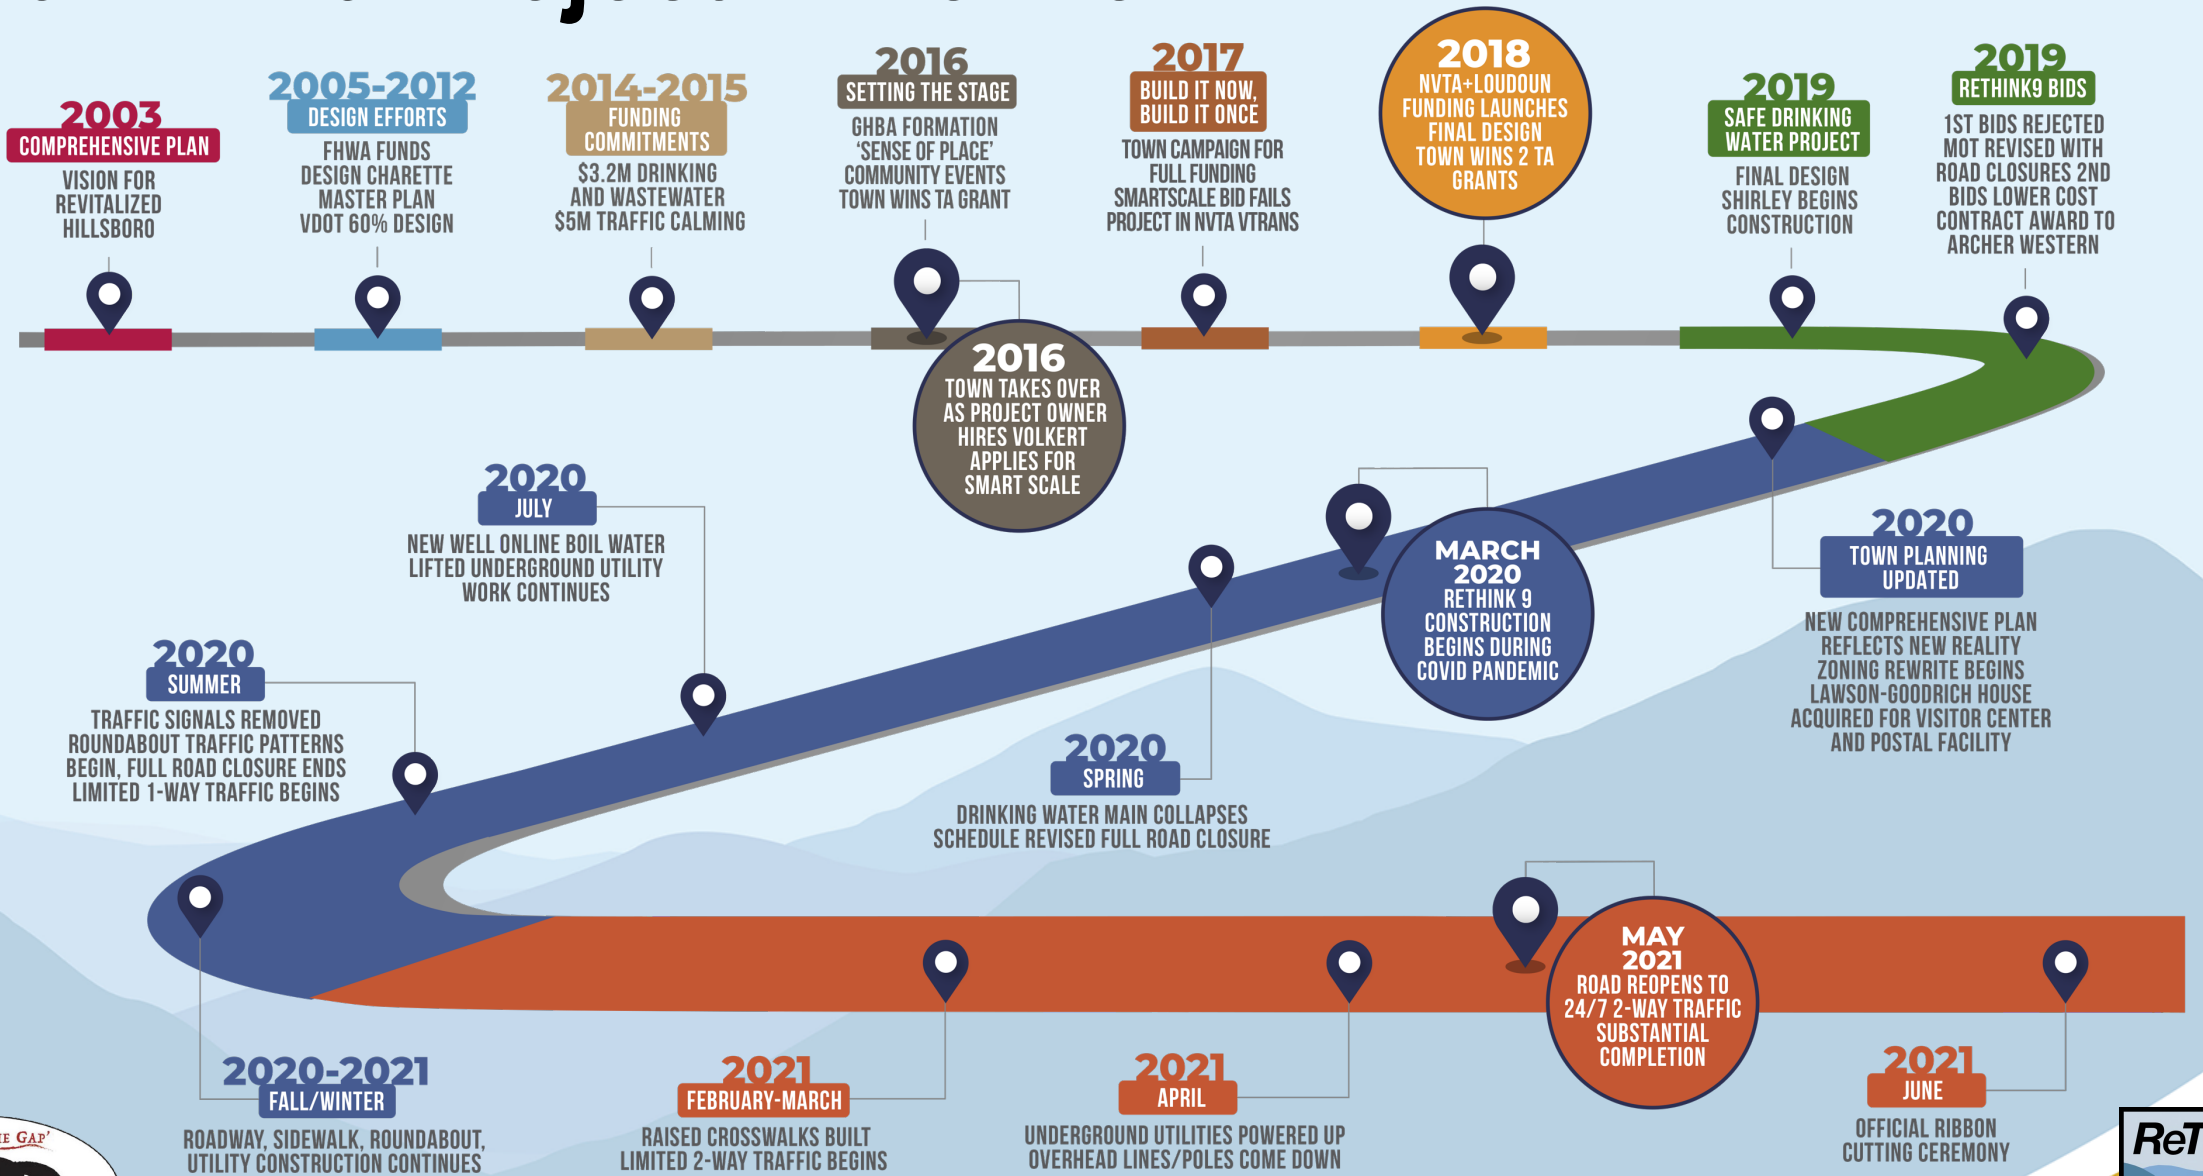 2003
COMPREHENSIVE PLAN
VISION FOR
REVITALIZED
HILLSBORO
2005-2012
DESIGN EFFORTS
FHWA FUNDS
DESIGN CHARETTE
MASTER PLAN
VDOT 60% DESIGN
2014-2015
FUNDING
COMMITMENTS
$3.2M DRINKING
AND WASTEWATER
$5M TRAFFIC CALMING
2016
SETTING THE STAGE
GHBA FORMATION
‘SENSE OF PLACE’
COMMUNITY EVENTS
TOWN WINS TA GRANT
2016
TOWN TAKES OVER
AS PROJECT OWNER
HIRES VOLKERT
APPLIES FOR
SMART SCALE
2017
BUILD IT NOW,
BUILD IT ONCE
TOWN CAMPAIGN FOR
FULL FUNDING
SMARTSCALE BID FAILS
PROJECT IN NVTA VTRANS
2018
NVTA+LOUDOUN
FUNDING LAUNCHES
FINAL DESIGN
TOWN WINS 2 TA
GRANTS
2019
SAFE DRINKING
WATER PROJECT
FINAL DESIGN
SHIRLEY BEGINS
CONSTRUCTION
2019
RETHINK9 BIDS
1ST BIDS REJECTED
MOT REVISED WITH
ROAD CLOSURES 2ND
BIDS LOWER COST
CONTRACT AWARD TO
ARCHER WESTERN
2020
TOWN PLANNING
UPDATED
NEW COMPREHENSIVE PLAN
REFLECTS NEW REALITY
ZONING REWRITE BEGINS
LAWSON-GOODRICH HOUSE
ACQUIRED FOR VISITOR CENTER
AND POSTAL FACILITY
MARCH
2020
RETHINK 9
CONSTRUCTION
BEGINS DURING
COVID PANDEMIC
2020
SPRING
DRINKING WATER MAIN COLLAPSES
SCHEDULE REVISED FULL ROAD CLOSURE
2020
JULY
NEW WELL ONLINE BOIL WATER
LIFTED UNDERGROUND UTILITY
WORK CONTINUES
2020
SUMMER
TRAFFIC SIGNALS REMOVED
ROUNDABOUT TRAFFIC PATTERNS
BEGIN, FULL ROAD CLOSURE ENDS
LIMITED 1-WAY TRAFFIC BEGINS
2020-2021
FALL/WINTER
ROADWAY, SIDEWALK, ROUNDABOUT,
UTILITY CONSTRUCTION CONTINUES
2021
FEBRUARY-MARCH
RAISED CROSSWALKS BUILT
LIMITED 2-WAY TRAFFIC BEGINS
2021
APRIL
UNDERGROUND UTILITIES POWERED UP
OVERHEAD LINES/POLES COME DOWN
MAY
2021
ROAD REOPENS TO
24/7 2-WAY TRAFFIC
SUBSTANTIAL
COMPLETION
2021
JUNE
OFFICIAL RIBBON
CUTTING CEREMONY
GAP’